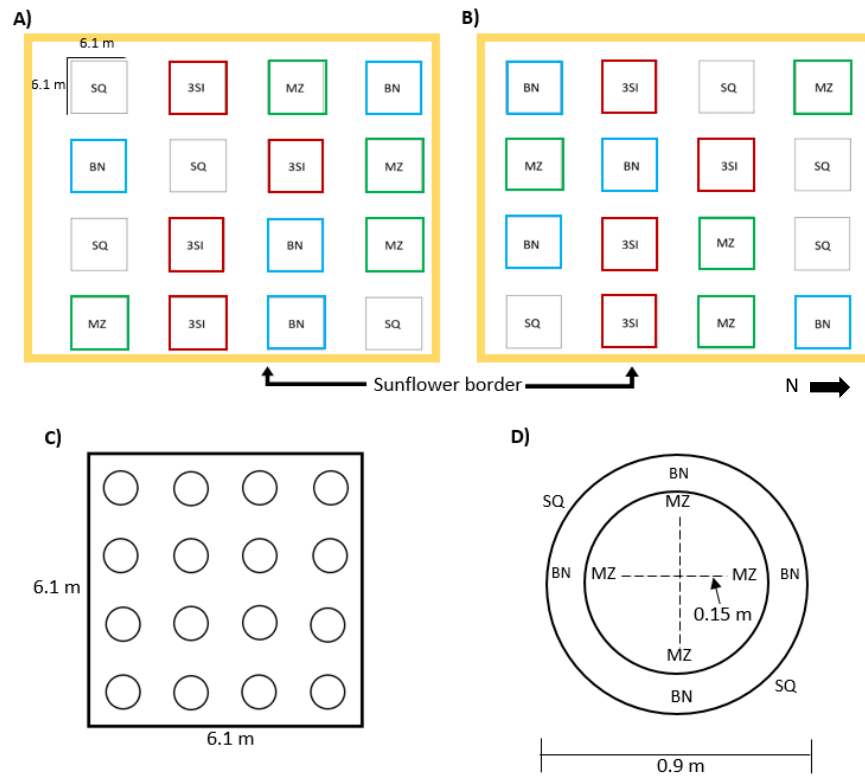 A)
B)
6.1 m
6.1 m
SQ 3SI MZ BN
BN 3SI SQ MZ
BN SQ 3SI MZ
MZ BN 3SI SQ
SQ 3SI BN MZ
BN 3SI MZ SQ
MZ 3SI BN SQ
SQ 3SI MZ BN
Sunflower border
N
C)
D)
6.1 m
6.1 m
BN
SQ
MZ
BN MZ MZ BN
0.15 m
MZ
SQ
BN
0.9 m